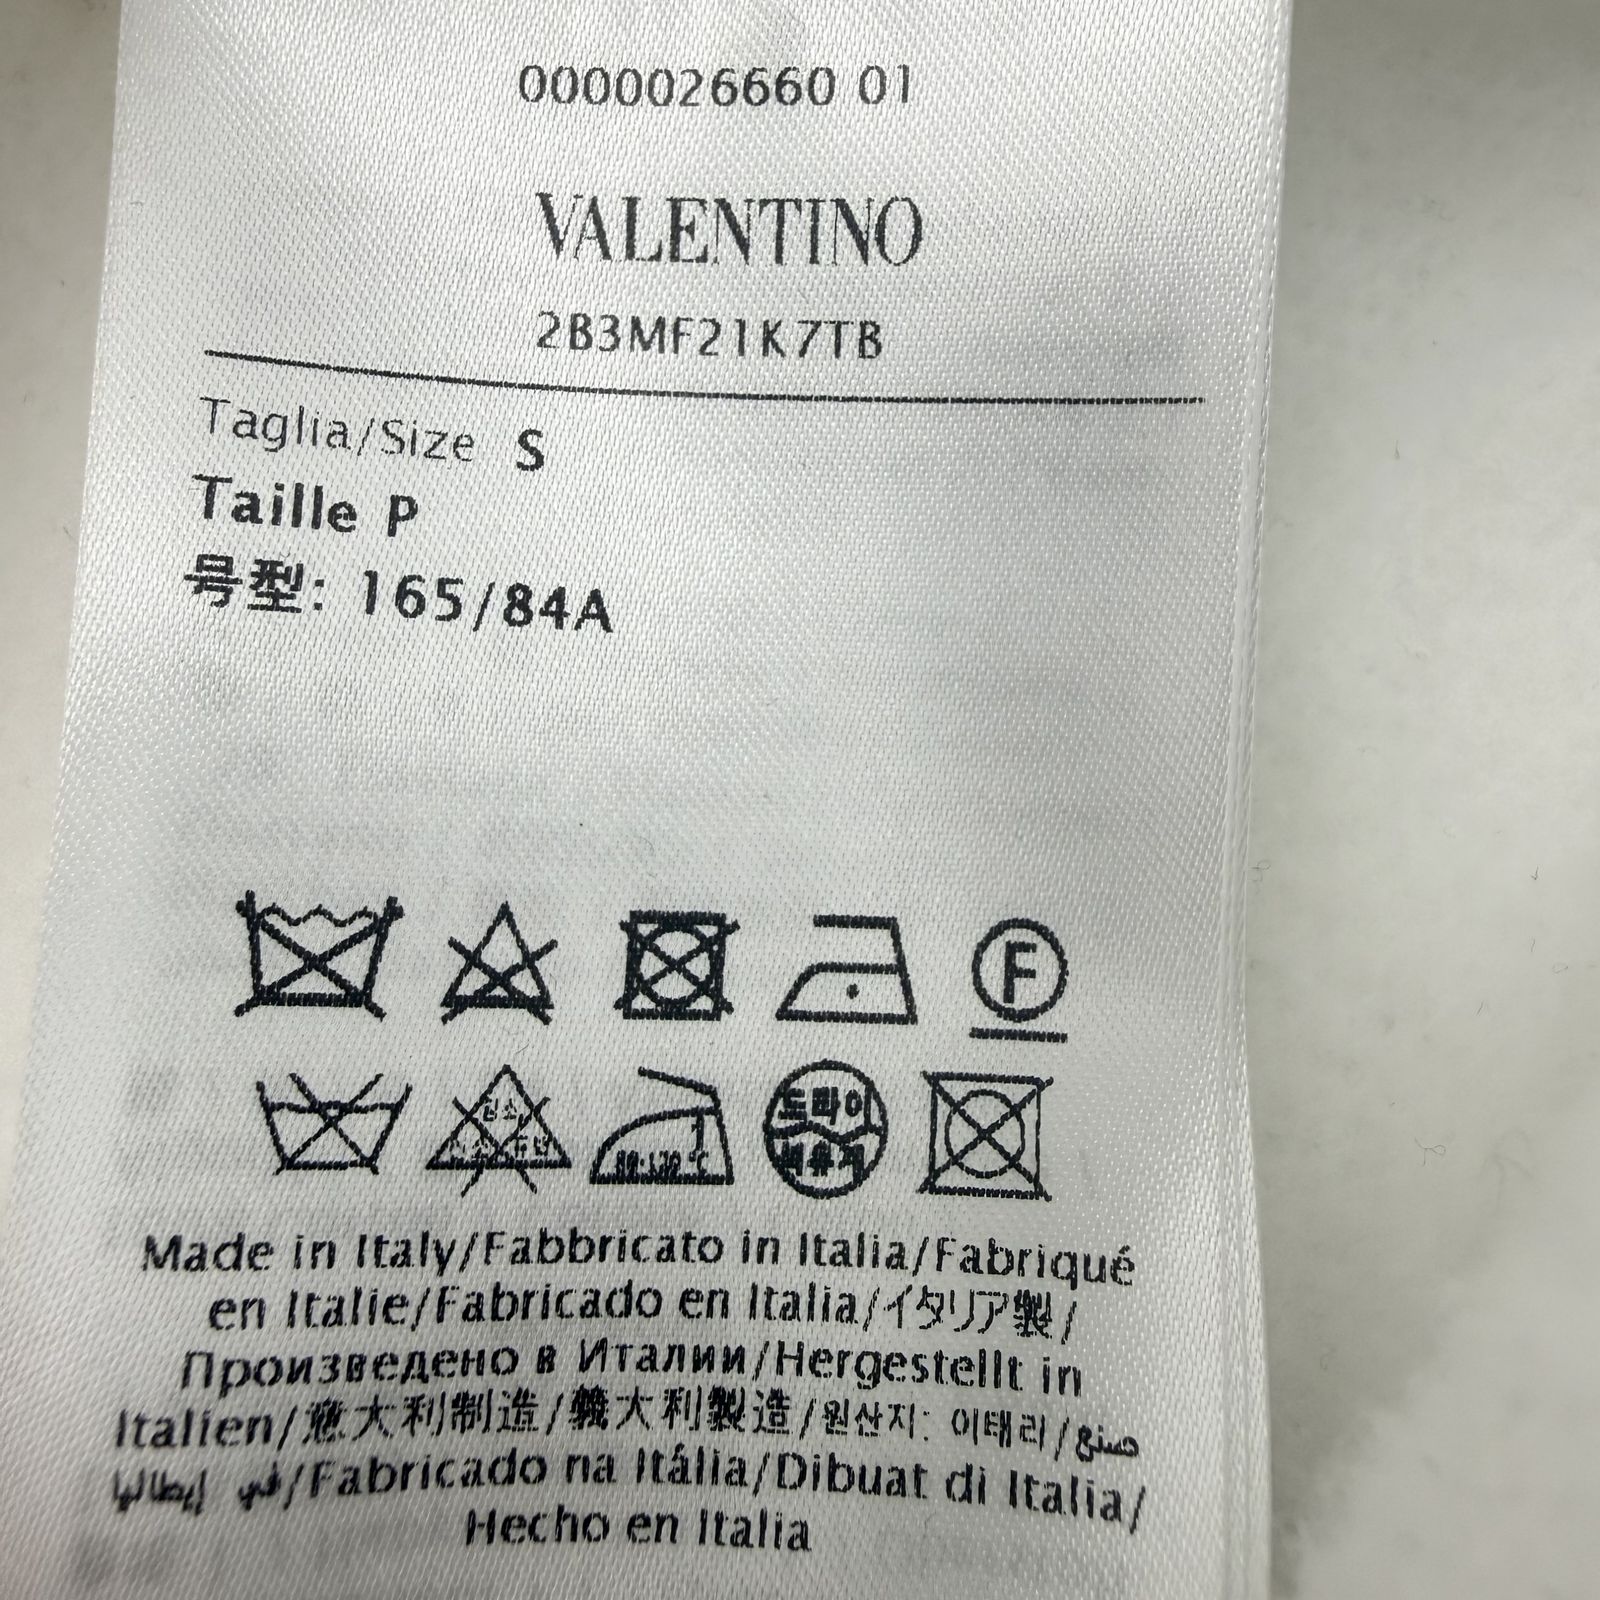 0000026660 01
VALENTINO
2B3MF21K7TB
Taglia/Size S
Taille P
号型: 165/84A
F
드라이
Made in Italy/Fabbricato in Italia/Fabriqué
en Italie/Fabricado en Italia/イタリア製/
Произведено в Италии/Hergestellt in
Italien/意大利制造/義大利製造/원산지: 이태리/صنع
في إيطاليا/Fabricado na Itália/Dibuat di Italia/
Hecho en Italia